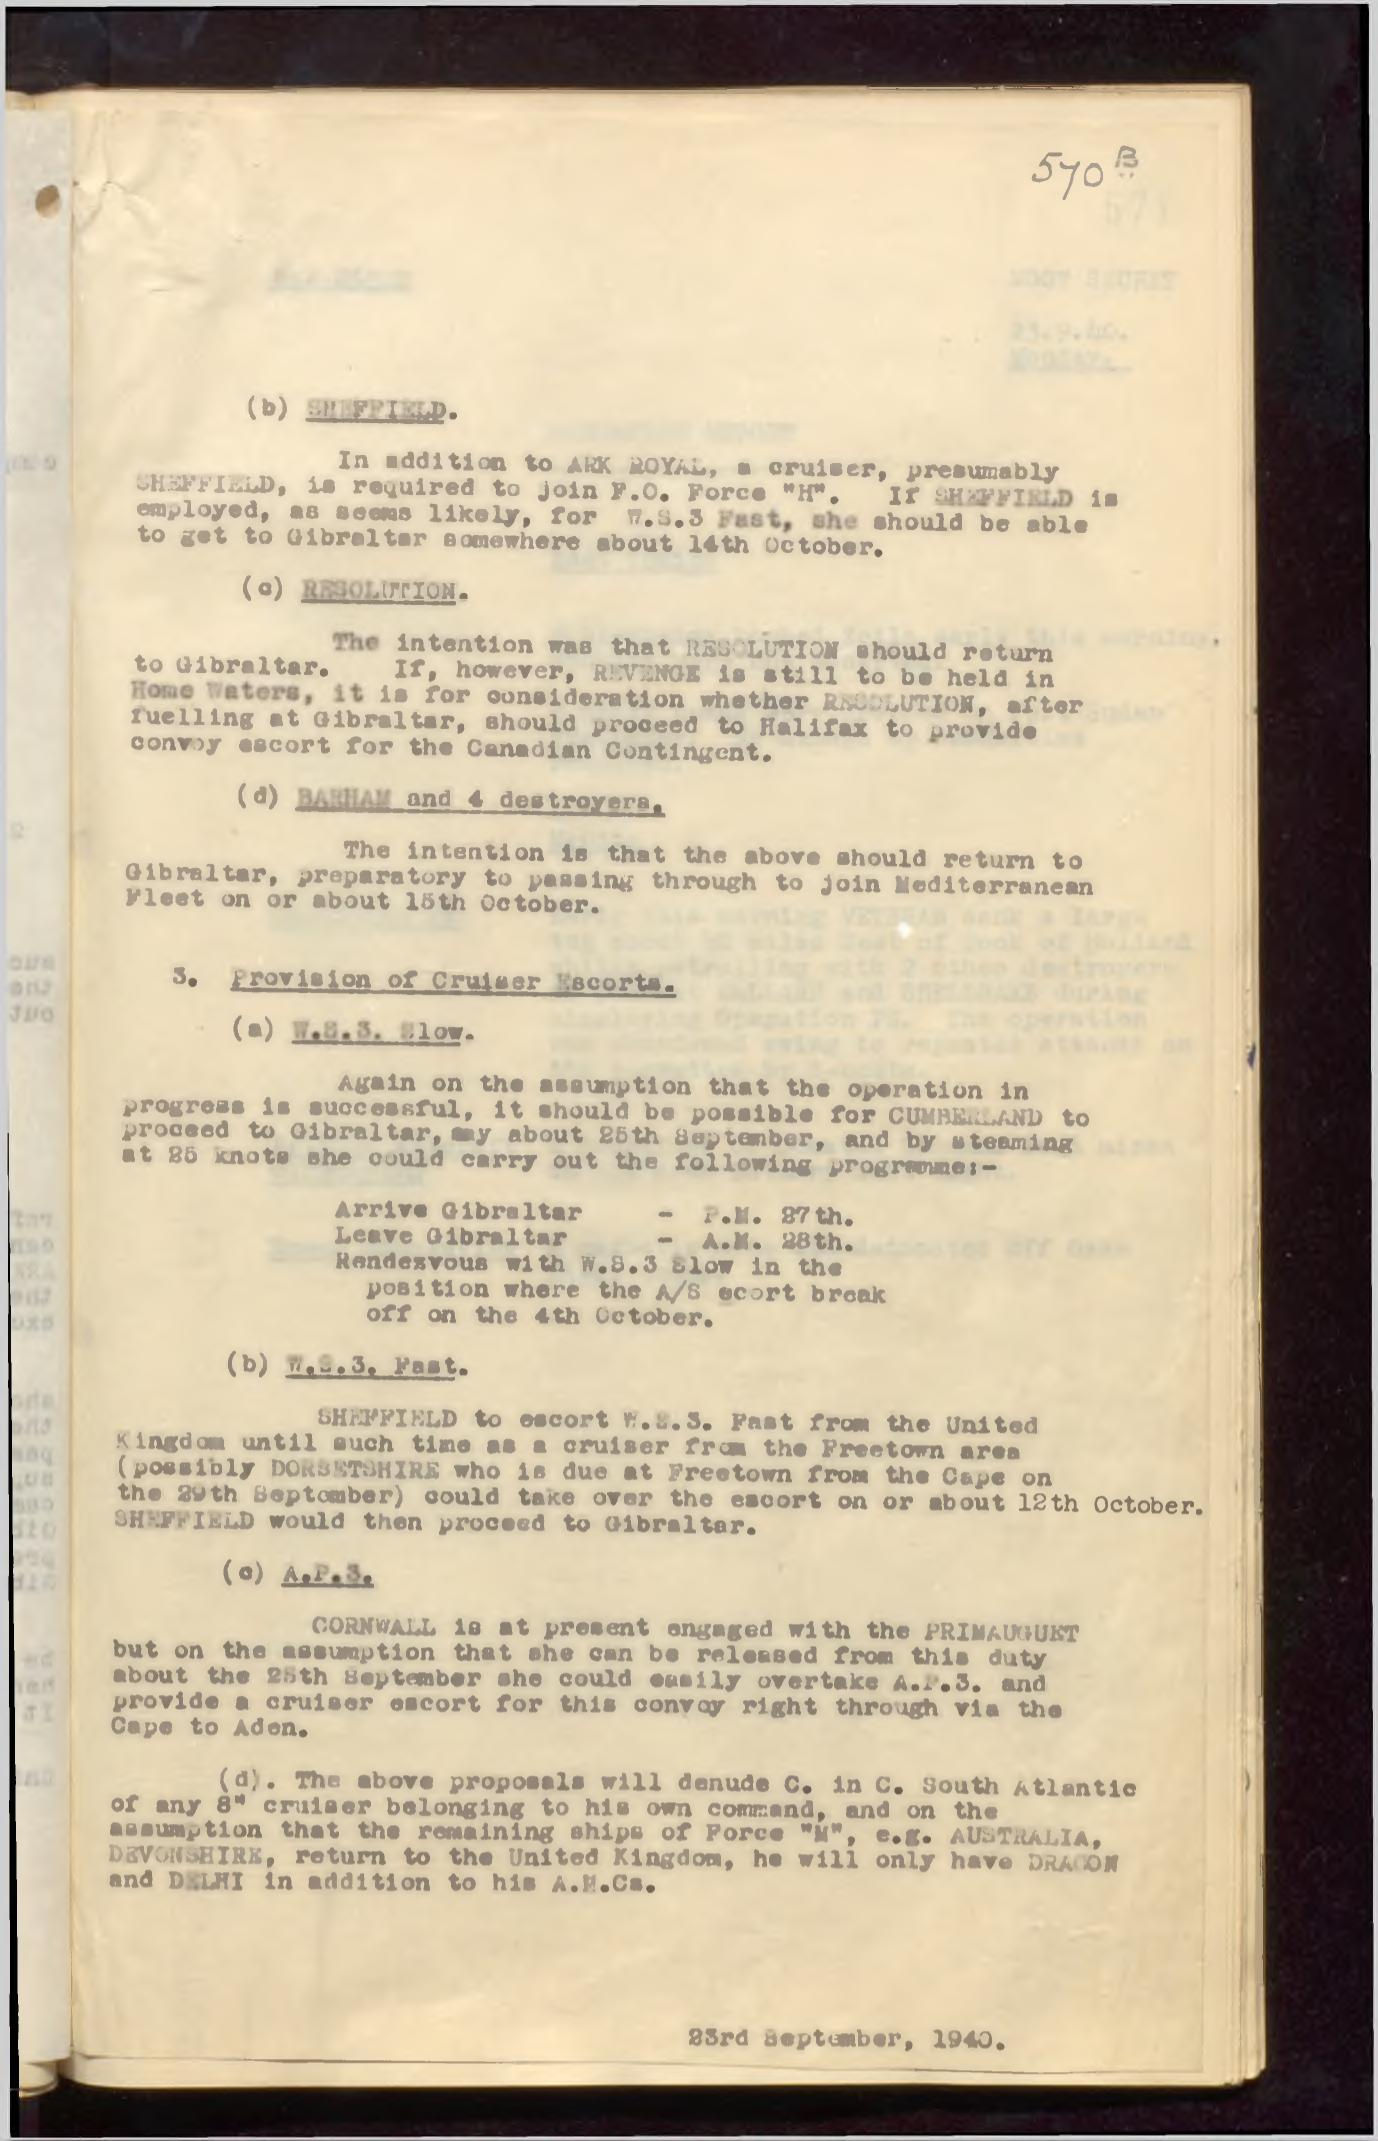 570 B
(b) SHEFFIELD.
In addition to ARK ROYAL, a cruiser, presumably
SHEFFIELD, is required to join F.O. Force "H". If SHEFFIELD is
employed, as seems likely, for W.S.3 Fast, she should be able
to get to Gibraltar somewhere about 14th October.
(c) RESOLUTION.
The intention was that RESOLUTION should return
to Gibraltar. If, however, REVENGE is still to be held in
Home Waters, it is for consideration whether RESOLUTION, after
fuelling at Gibraltar, should proceed to Halifax to provide
convoy escort for the Canadian Contingent.
(d) BARHAM and 4 destroyers.
The intention is that the above should return to
Gibraltar, preparatory to passing through to join Mediterranean
Fleet on or about 15th October.
3. Provision of Cruiser Escorts.
(a) W.S.3. Slow.
Again on the assumption that the operation in
progress is successful, it should be possible for CUMBERLAND to
proceed to Gibraltar, say about 25th September, and by steaming
at 25 knots she could carry out the following programme:-
Arrive Gibraltar - P.M. 27th.
Leave Gibraltar - A.M. 28th.
Rendezvous with W.S.3 Slow in the
position where the A/S ecort break
off on the 4th October.
(b) W.S.3. Fast.
SHEFFIELD to escort W.S.3. Fast from the United
Kingdom until such time as a cruiser from the Freetown area
(possibly DORSETSHIRE who is due at Freetown from the Cape on
the 29th September) could take over the escort on or about 12th October.
SHEFFIELD would then proceed to Gibraltar.
(c) A.P.3.
CORNWALL is at present engaged with the PRIMAUGUET
but on the assumption that she can be released from this duty
about the 25th September she could easily overtake A.P.3. and
provide a cruiser escort for this convoy right through via the
Cape to Aden.
(d). The above proposals will denude C. in C. South Atlantic
of any 8" cruiser belonging to his own command, and on the
assumption that the remaining ships of Force "M", e.g. AUSTRALIA,
DEVONSHIRE, return to the United Kingdom, he will only have DRAGON
and DELHI in addition to his A.M.Cs.
23rd September, 1940.